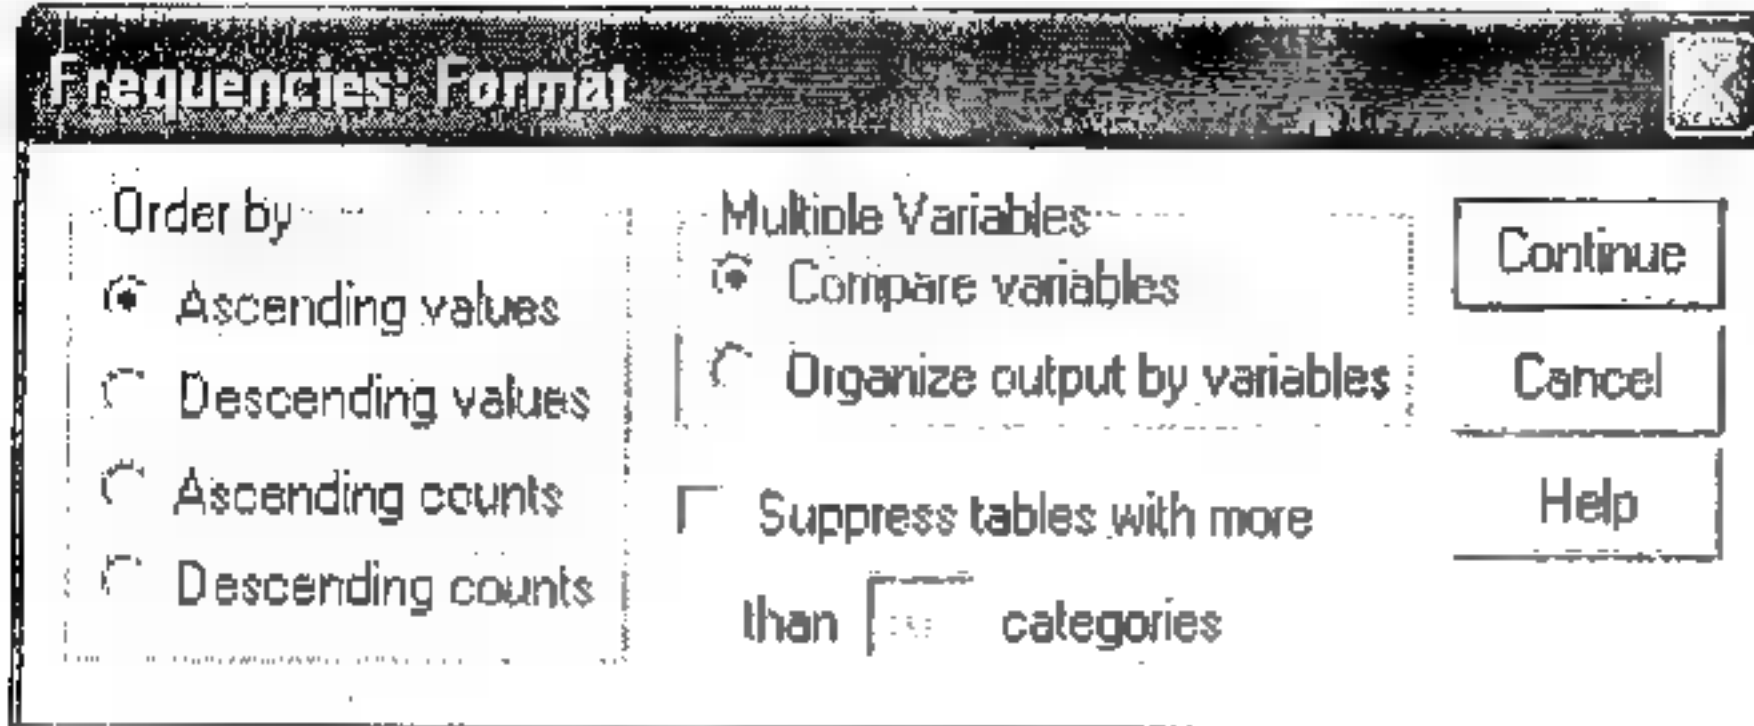 Frequencies: Format
Order by
Ascending values
Descending values
Ascending counts
Descending counts
Multiple Variables
Compare variables
Organize output by variables
Suppress tables with more
than
categories
Continue
Cancel
Help